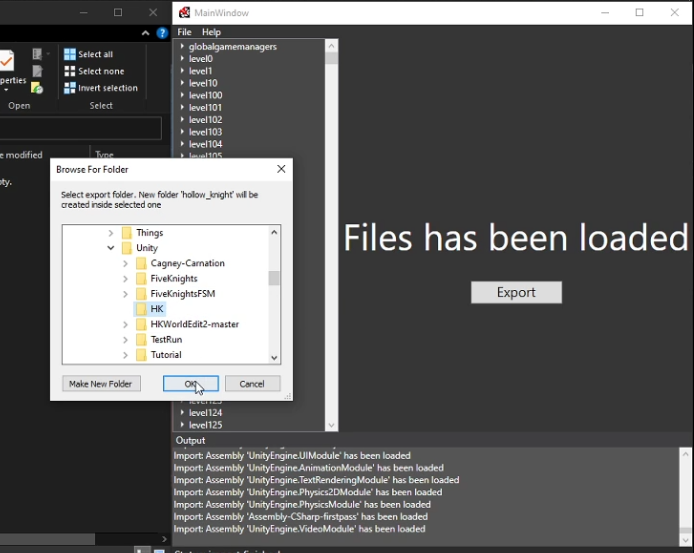 Select all
Select none
Invert selection
perties
Open
Select
e modified
Type
pty.
MainWindow
File Help
globalgamemanagers
level0
level1
level10
level100
level101
level102
level103
level104
level105
Browse For Folder
Select export folder. New folder 'hollow_knight' will be
created inside selected one
Things
Unity
Cagney-Carnation
FiveKnights
FiveKnightsFSM
HK
HKWorldEdit2-master
TestRun
Tutorial
Make New Folder
OK
Cancel
level123
level124
level125
Files has been loaded
Export
Output
Import: Assembly 'UnityEngine.UIModule' has been loaded
Import: Assembly 'UnityEngine.AnimationModule' has been loaded
Import: Assembly 'UnityEngine.TextRenderingModule' has been loaded
Import: Assembly 'UnityEngine.Physics2DModule' has been loaded
Import: Assembly 'UnityEngine.PhysicsModule' has been loaded
Import: Assembly 'Assembly-CSharp-firstpass' has been loaded
Import: Assembly 'UnityEngine.VideoModule' has been loaded